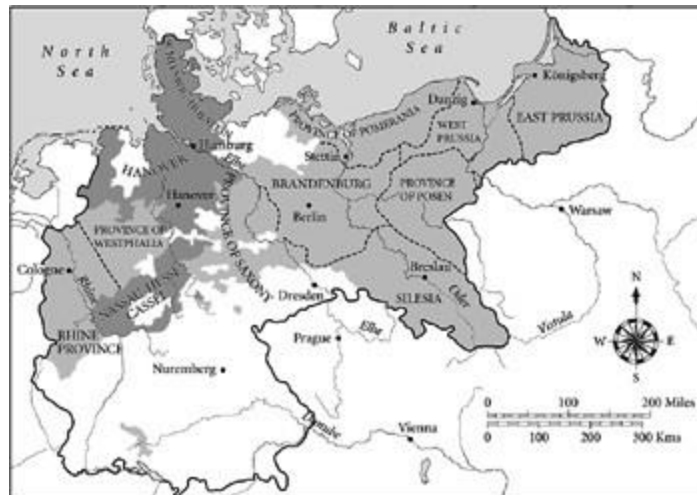 North
Sea
Baltic
Sea
Königsberg
Danzig
EAST PRUSSIA
PROVINCE OF POMERANIA
WEST
PRUSSIA
Stettin
Hamburg
Elbe
HANOVER
Hanover
BRANDENBURG
Berlin
PROVINCE
OF POSEN
Warsaw
PROVINCE OF
WESTPHALIA
PROVINCE OF SAXONY
Cologne
Rhine
CASSEL
Dresden
Breslau
Oder
SILESIA
RHINE
PROVINCE
Prague
Elbe
Vistula
Nuremberg
Danube
Vienna
N
W
E
S
0 100 200 Miles
0 100 200 300 Kms